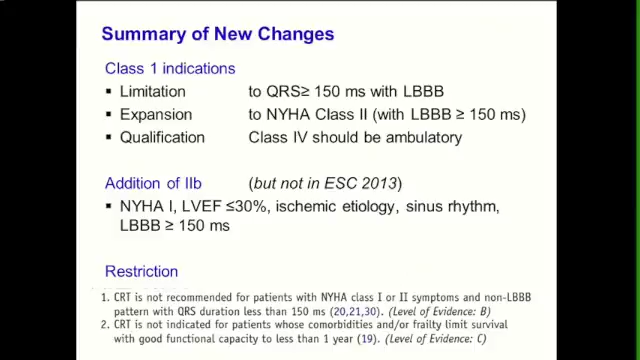 Summary of New Changes
Class 1 indications
▪ Limitation to QRS≥ 150 ms with LBBB
▪ Expansion to NYHA Class II (with LBBB ≥ 150 ms)
▪ Qualification Class IV should be ambulatory
Addition of IIb (but not in ESC 2013)
▪ NYHA I, LVEF ≤30%, ischemic etiology, sinus rhythm,
LBBB ≥ 150 ms
Restriction
1. CRT is not recommended for patients with NYHA class I or II symptoms and non-LBBB
pattern with QRS duration less than 150 ms (20,21,30). (Level of Evidence: B)
2. CRT is not indicated for patients whose comorbidities and/or frailty limit survival
with good functional capacity to less than 1 year (19). (Level of Evidence: C)